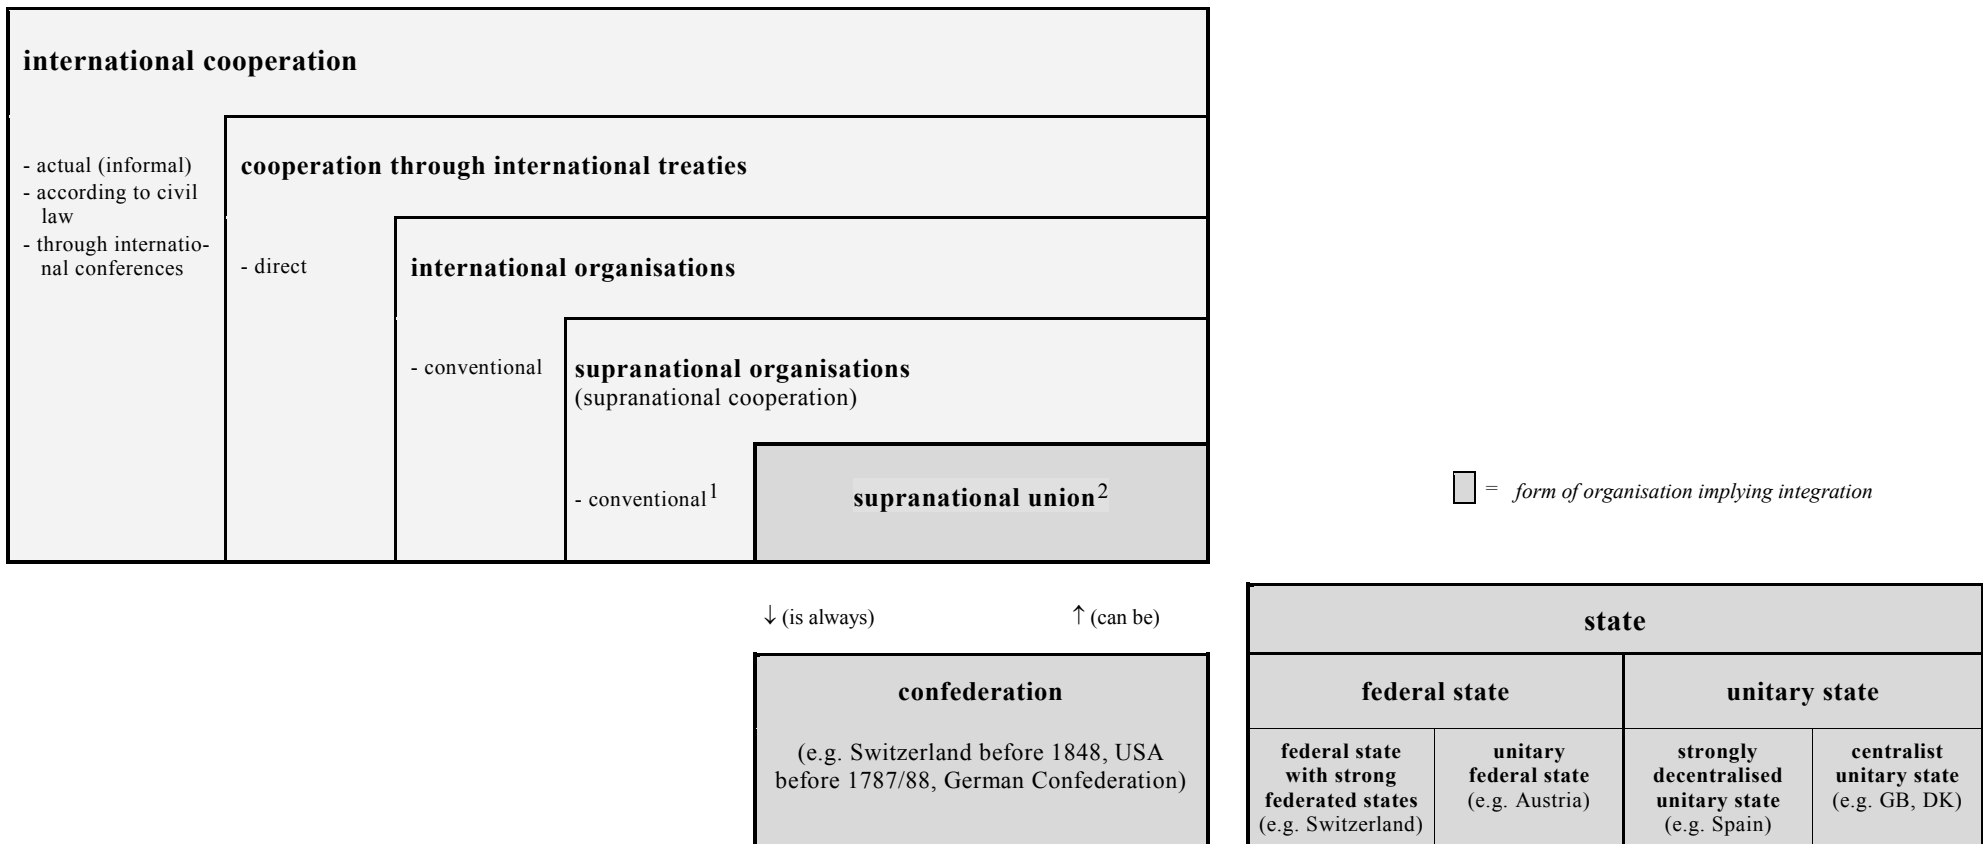 international cooperation
- actual (informal)
- according to civil
law
- through internatio-
nal conferences
cooperation through international treaties
- direct
international organisations
- conventional
supranational organisations
(supranational cooperation)
- conventional1
supranational union2
= form of organisation implying integration
↓ (is always)
↑ (can be)
confederation
(e.g. Switzerland before 1848, USA
before 1787/88, German Confederation)
state
federal state
unitary state
federal state
with strong
federated states
(e.g. Switzerland)
unitary
federal state
(e.g. Austria)
strongly
decentralised
unitary state
(e.g. Spain)
centralist
unitary state
(e.g. GB, DK)